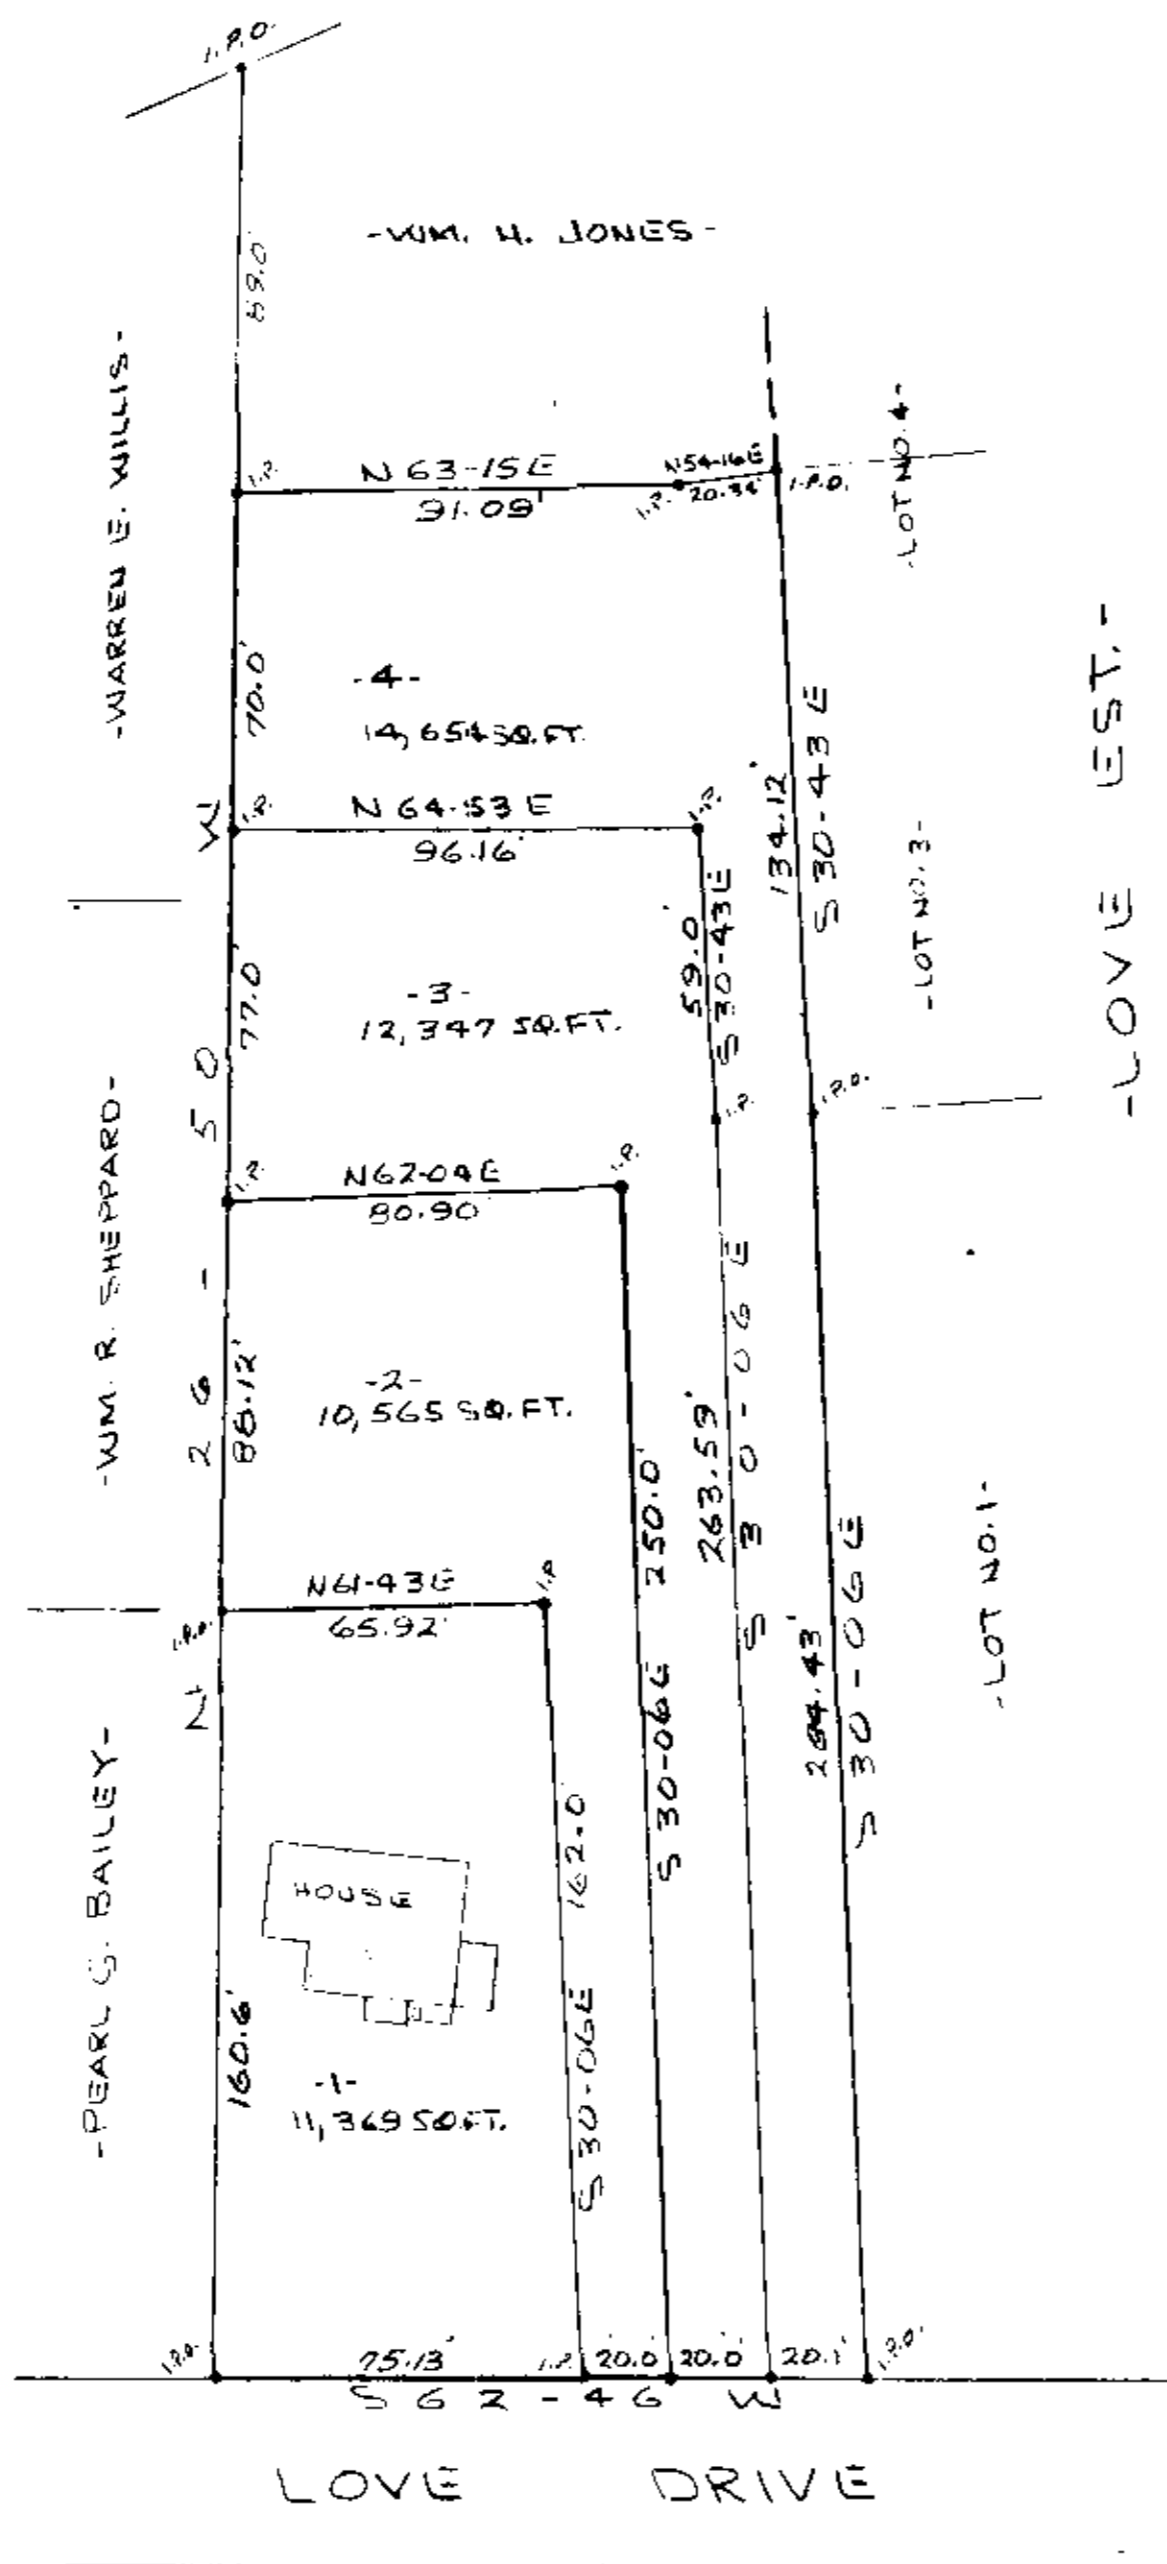 I.P.O.
-WM. H. JONES-
89.0'
-WARREN E. WILLIS-
I.P.
N 63-15 E
91.09'
N54-16E
20.34'
I.P.
I.P.O.
-LOT NO. 4-
70.0'
-4-
14,654 SQ.FT.
134.12'
S 30-43 E
-LOVE EST.-
I.P.
N 64-53 E
96.16'
I.P.
-LOT NO. 3-
77.0'
-3-
12,347 SQ.FT.
59.0
S 30-43E
I.P.
I.P.O.
-WM. R. SHEPPARD-
I.P.
N62-04E
80.90
I.P.
N 26 - 150 W
88.12'
-2-
10,565 SQ.FT.
250.0'
S 30-06E
263.59'
S 30-06E
264.43'
S 30-06E
-LOT NO. 1-
I.P.O.
N61-43E
65.92'
I.P.
-PEARL G. BAILEY-
160.6'
HOUSE
-1-
11,369 SQ.FT.
162.0'
S 30-06E
I.P.O.
75.13'
I.P.
20.0'
20.0'
20.1'
I.P.O.
S 62-46 W
LOVE DRIVE